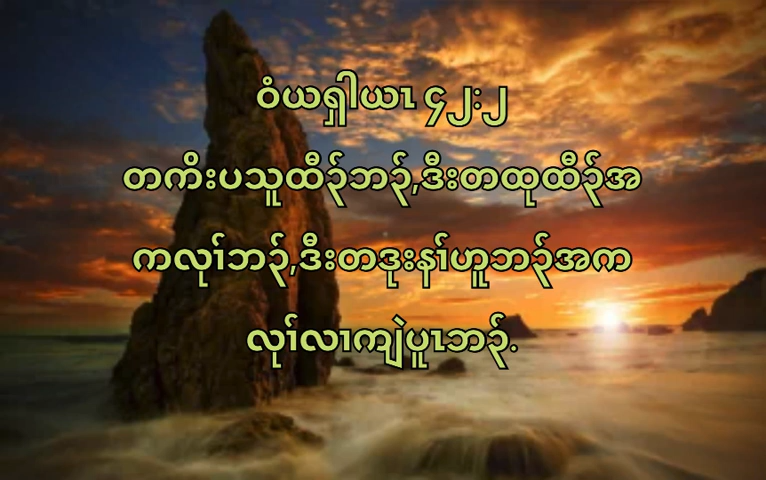 ဝံယရှါယၤ ၄၂:၂
တကိးပသူထီၣ်ဘၣ်,ဒီးတထုထီၣ်အ
ကလုၢ်ဘၣ်,ဒီးတဒုးနၢ်ဟူဘၣ်အက
လုၢ်လၢကျဲပူၤဘၣ်.